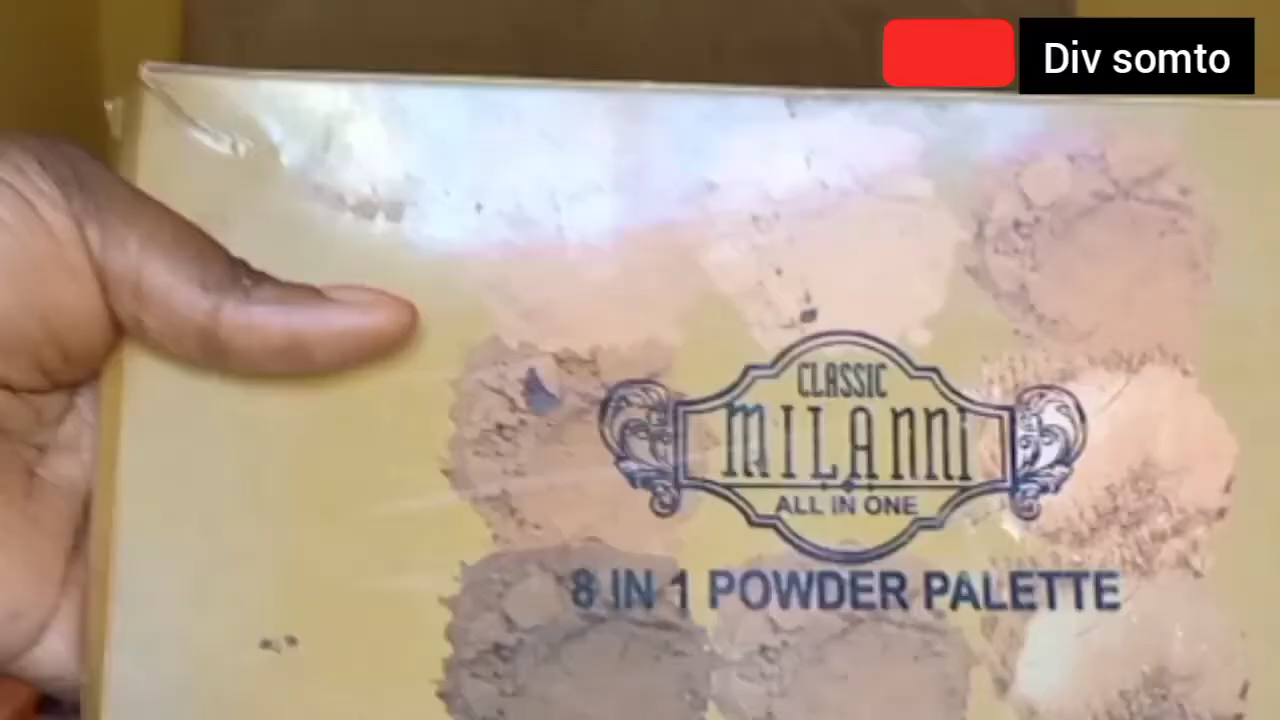 Div somto
CLASSIC
MILANNI
ALL IN ONE
8 IN 1 POWDER PALETTE